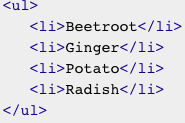 <ul>
   <li>Beetroot</li>
   <li>Ginger</li>
   <li>Potato</li>
   <li>Radish</li>
</ul>